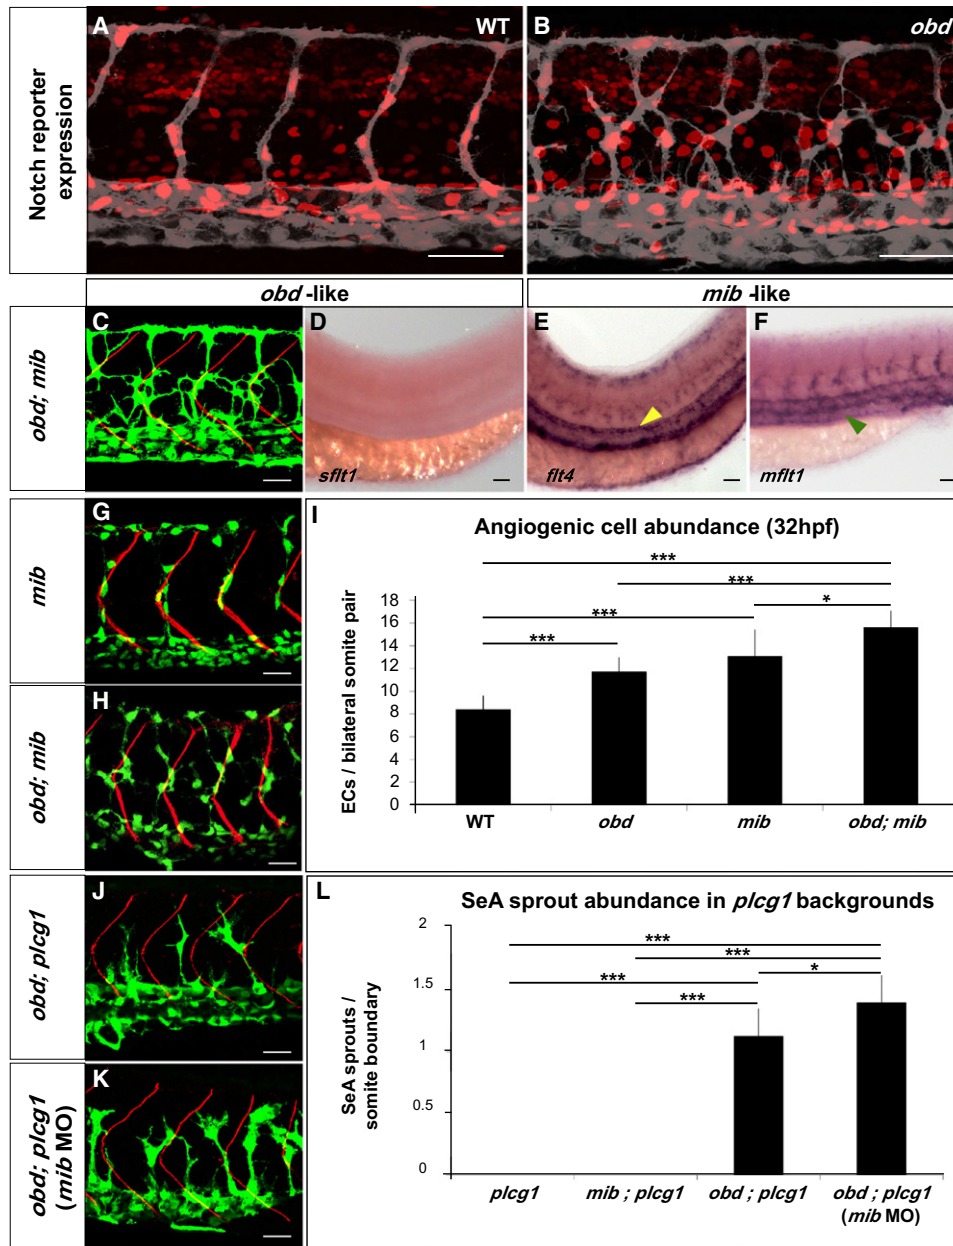 Notch reporter
expression
A
WT
B
obd
obd -like
mib -like
obd; mib
C
D
sflt1
E
flt4
F
mflt1
mib
G
obd; mib
H
I
Angiogenic cell abundance (32hpf)
***
***
***
*
***
ECs / bilateral somite pair
18
16
14
12
10
8
6
4
2
0
WT
obd
mib
obd; mib
obd; plcg1
J
obd; plcg1
(mib MO)
K
L
SeA sprout abundance in plcg1 backgrounds
***
***
***
*
***
SeA sprouts /
somite boundary
2
1.5
1
0.5
0
plcg1
mib ; plcg1
obd ; plcg1
obd ; plcg1
(mib MO)